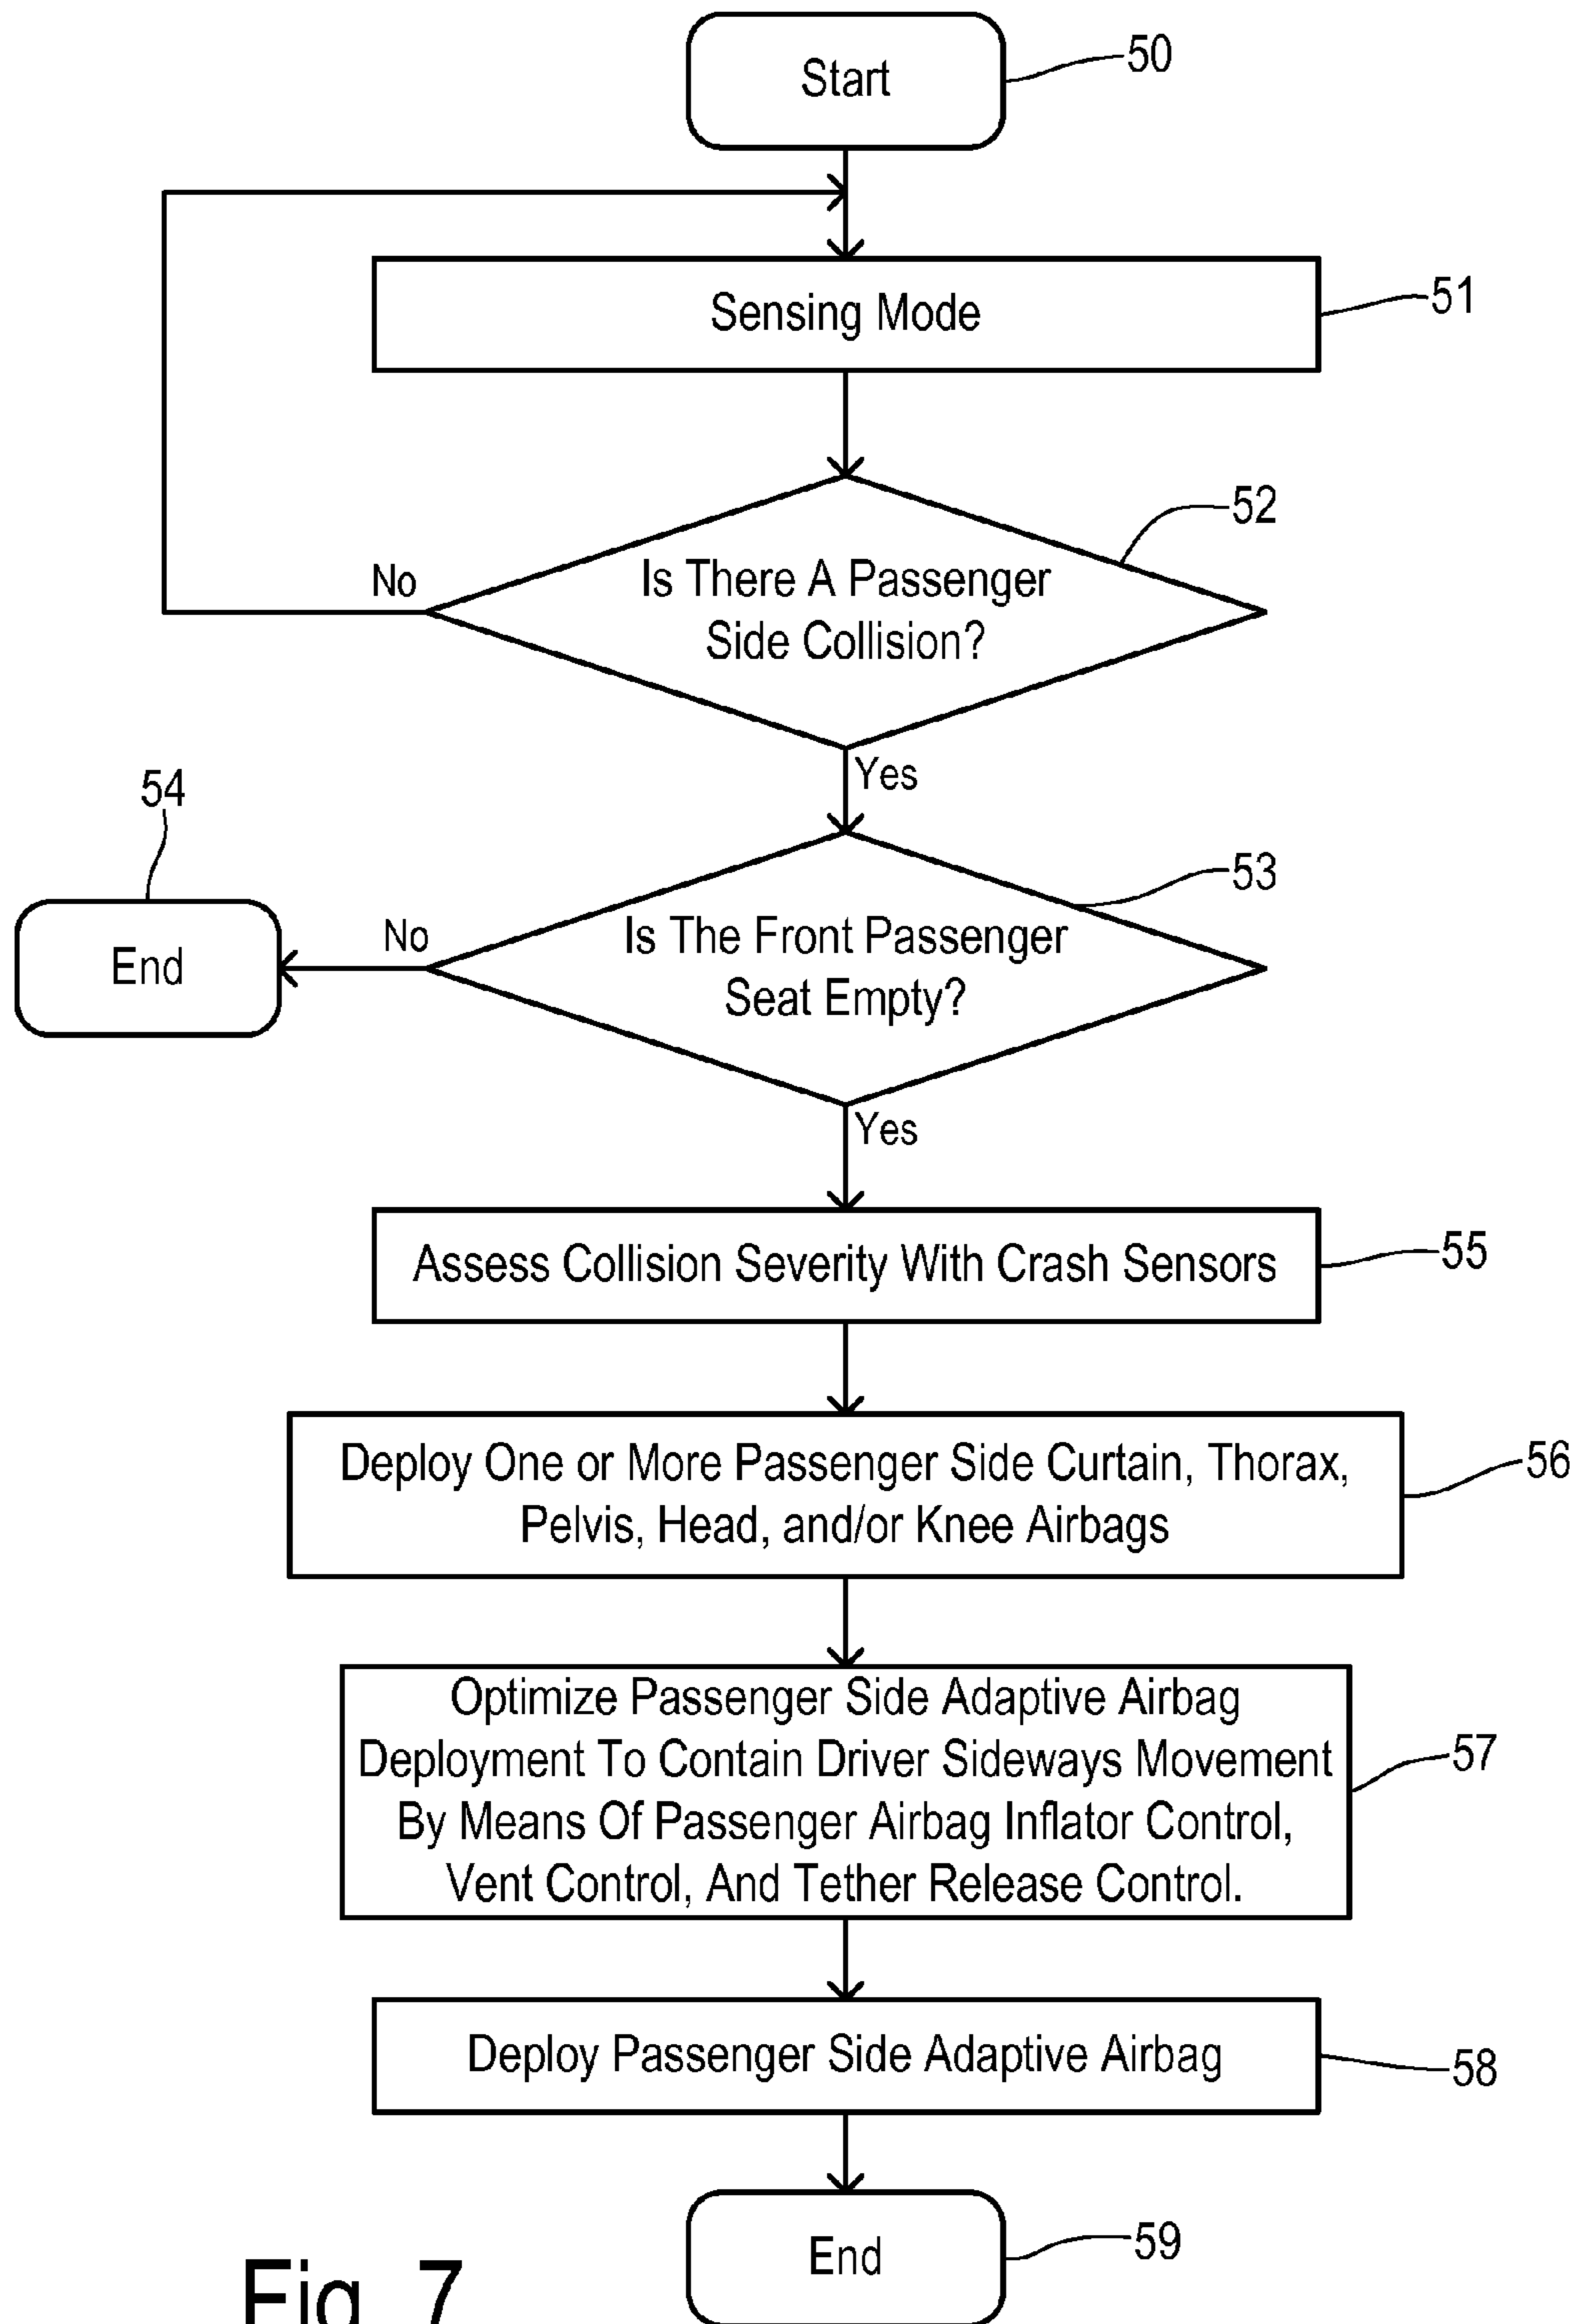 Start
50
Sensing Mode
51
52
Is There A Passenger
Side Collision?
No
Yes
54
53
Is The Front Passenger
Seat Empty?
No
End
Yes
Assess Collision Severity With Crash Sensors
55
Deploy One or More Passenger Side Curtain, Thorax,
Pelvis, Head, and/or Knee Airbags
56
Optimize Passenger Side Adaptive Airbag
Deployment To Contain Driver Sideways Movement
By Means Of Passenger Airbag Inflator Control,
Vent Control, And Tether Release Control.
57
Deploy Passenger Side Adaptive Airbag
58
End
59
Fig. 7